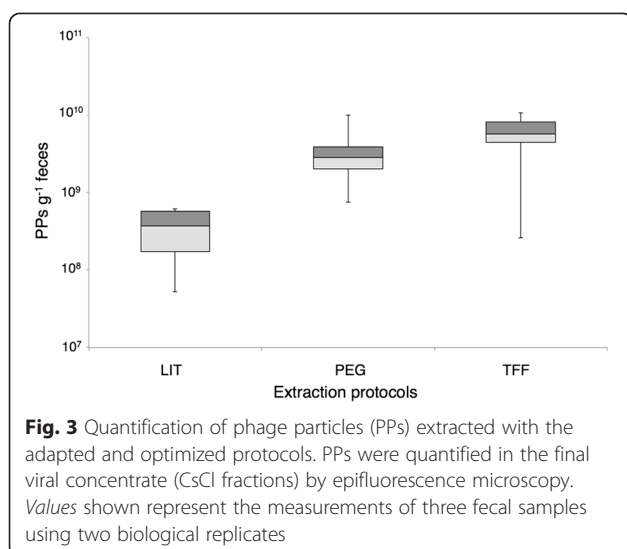 10¹¹
10¹⁰
10⁹
10⁸
10⁷
PPs g⁻¹ feces
LIT PEG TFF
Extraction protocols
Fig. 3 Quantification of phage particles (PPs) extracted with the
adapted and optimized protocols. PPs were quantified in the final
viral concentrate (CsCl fractions) by epifluorescence microscopy.
Values shown represent the measurements of three fecal samples
using two biological replicates